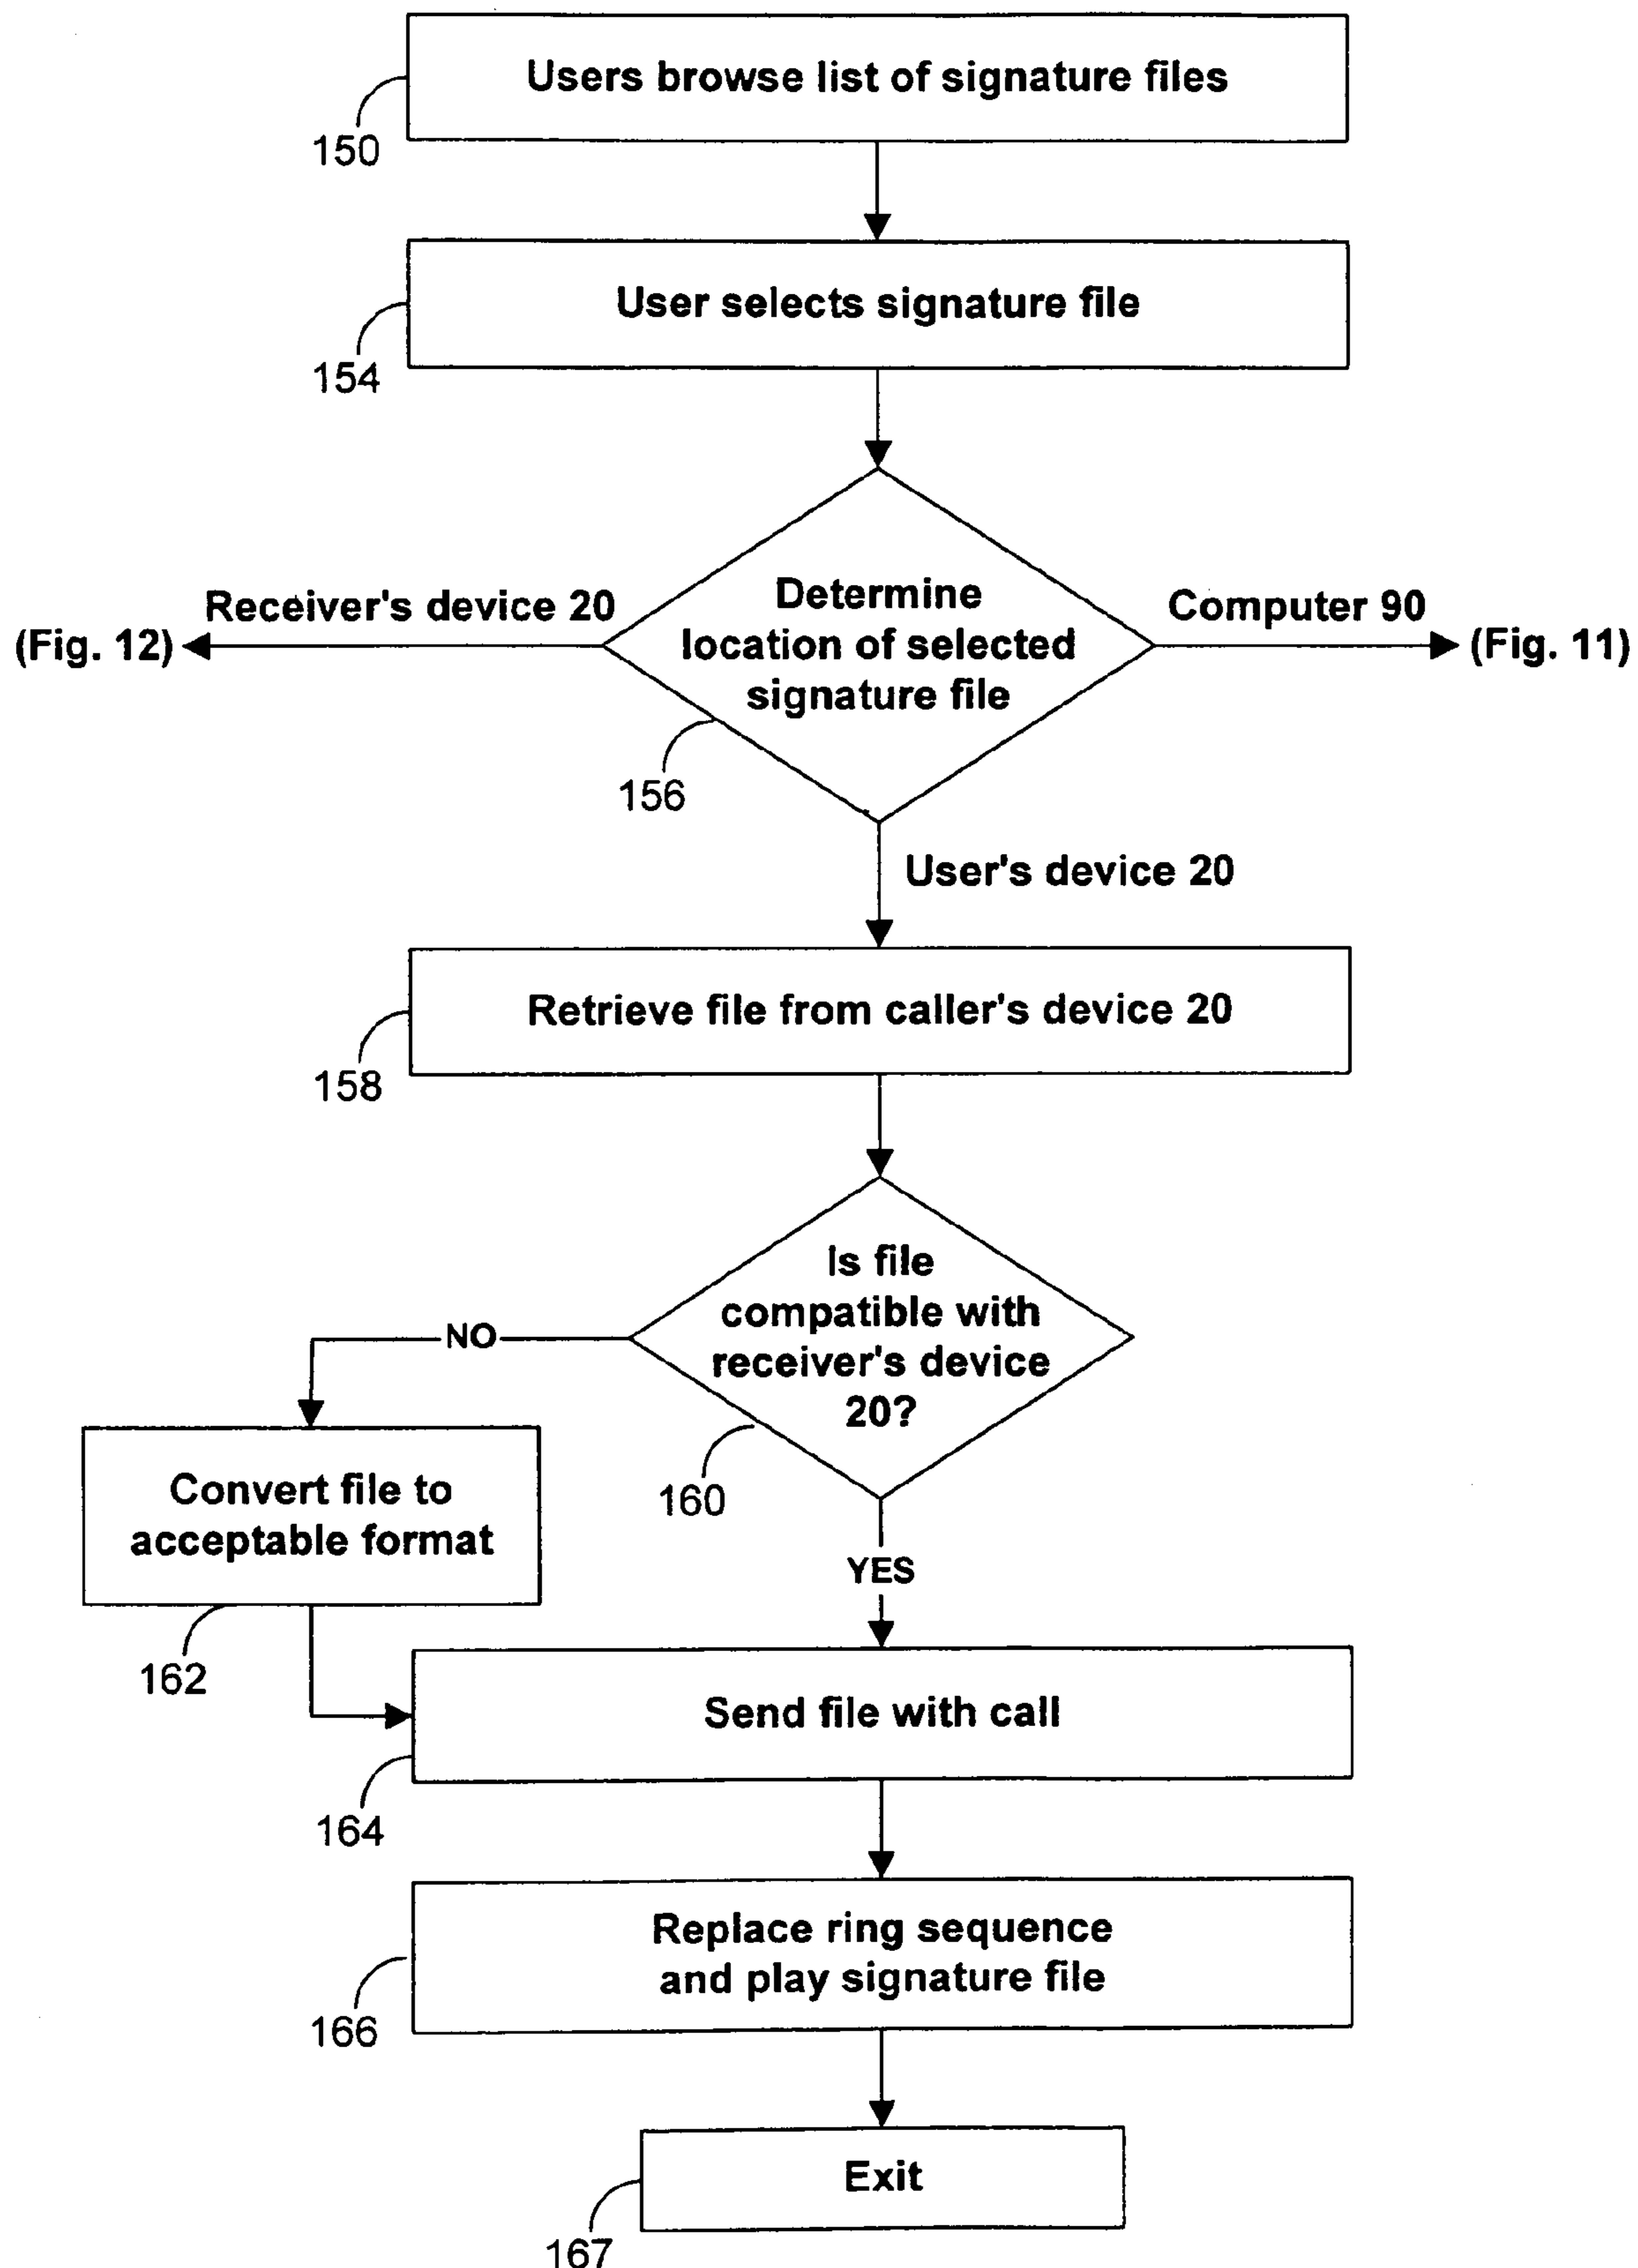 Users browse list of signature files
150
User selects signature file
154
Determine
location of selected
signature file
156
Receiver's device 20
(Fig. 12)
Computer 90
(Fig. 11)
User's device 20
Retrieve file from caller's device 20
158
Is file
compatible with
receiver's device
20?
160
NO
Convert file to
acceptable format
162
YES
Send file with call
164
Replace ring sequence
and play signature file
166
Exit
167